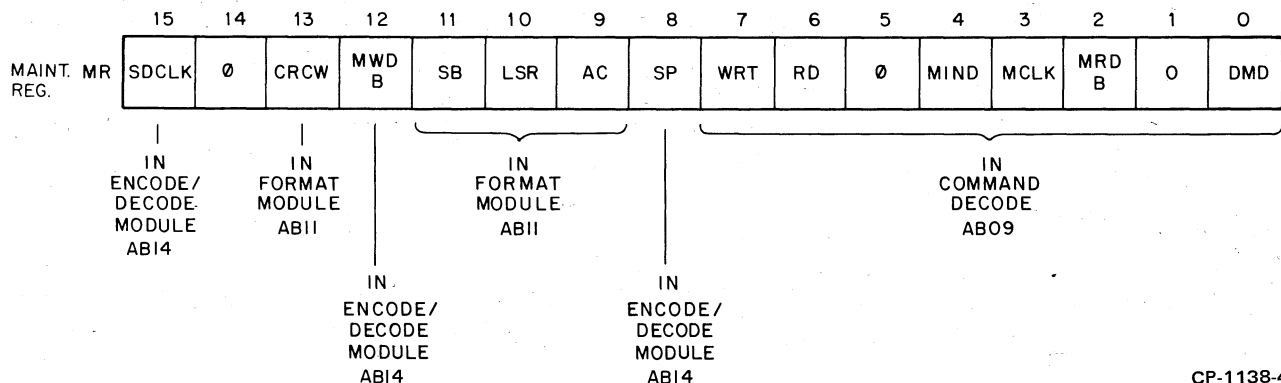 15 14 13 12 11 10 9 8 7 6 5 4 3 2 1 0
MAINT. REG. MR SDCLK Ø CRCW MWD B SB LSR AC SP WRT RD Ø MIND MCLK MRD B O DMD
IN ENCODE/ DECODE MODULE AB14
IN FORMAT MODULE AB11
IN FORMAT MODULE AB11
IN COMMAND DECODE AB09
IN ENCODE/ DECODE MODULE AB14
IN ENCODE/ DECODE MODULE AB14
CP-1138-4